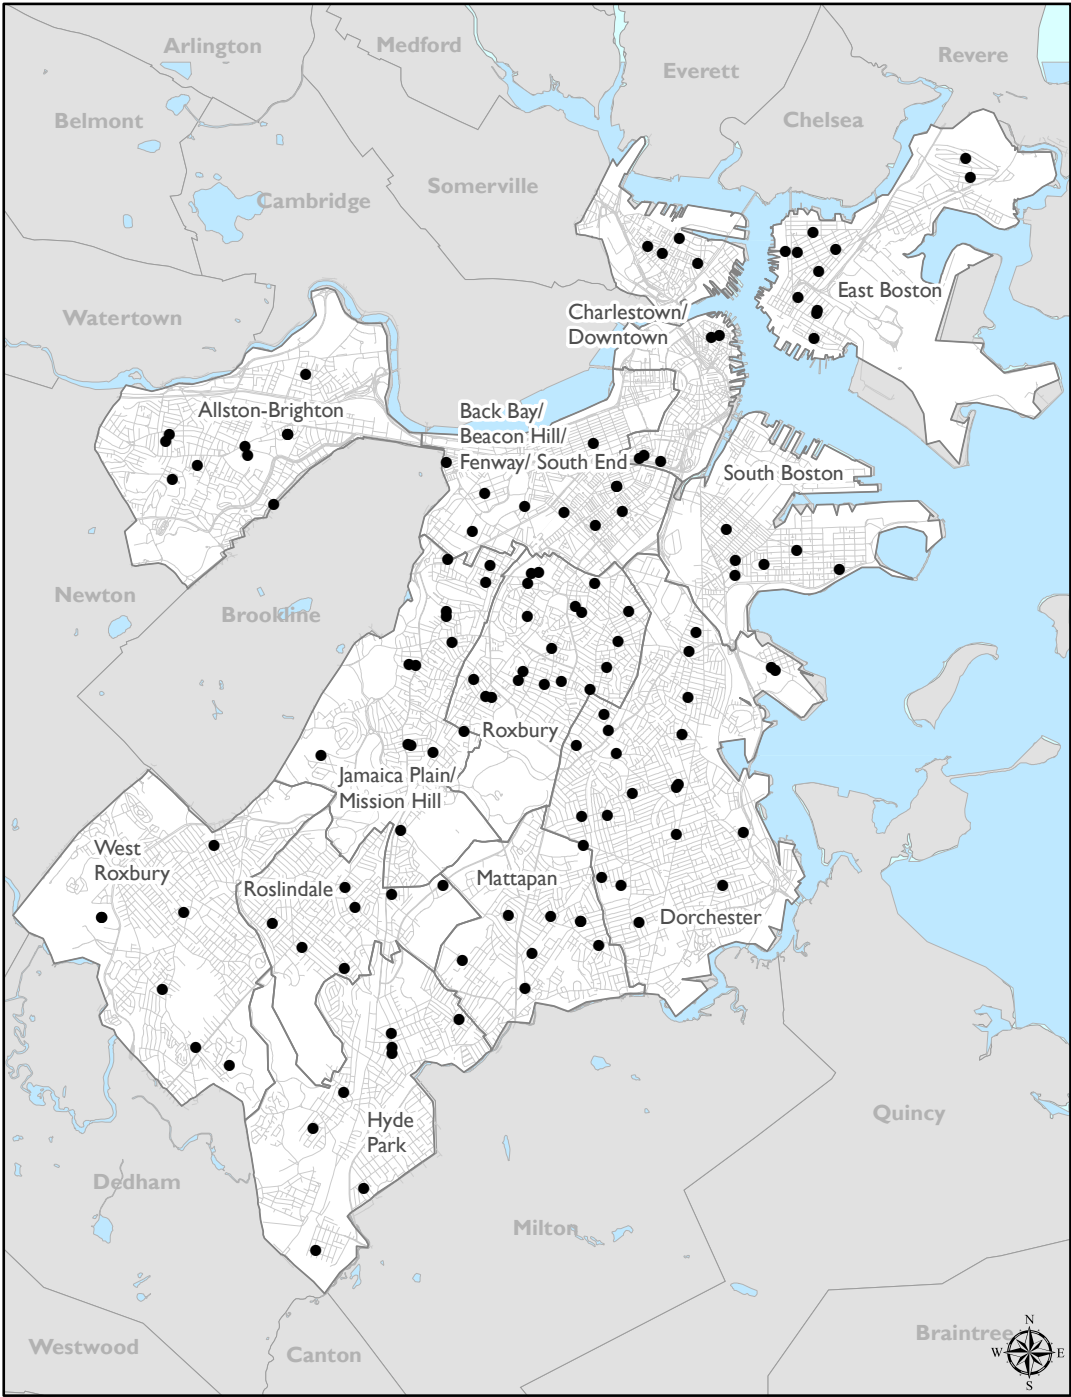 Arlington
Medford
Everett
Revere
Belmont
Chelsea
Somerville
Cambridge
Watertown
East Boston
Charlestown/
Downtown
Allston-Brighton
Back Bay/
Beacon Hill/
Fenway/ South End
South Boston
Newton
Brookline
Roxbury
Jamaica Plain/
Mission Hill
West
Roxbury
Roslindale
Mattapan
Dorchester
Hyde
Park
Quincy
Dedham
Milton
Westwood
Canton
Braintree
N
W
E
S